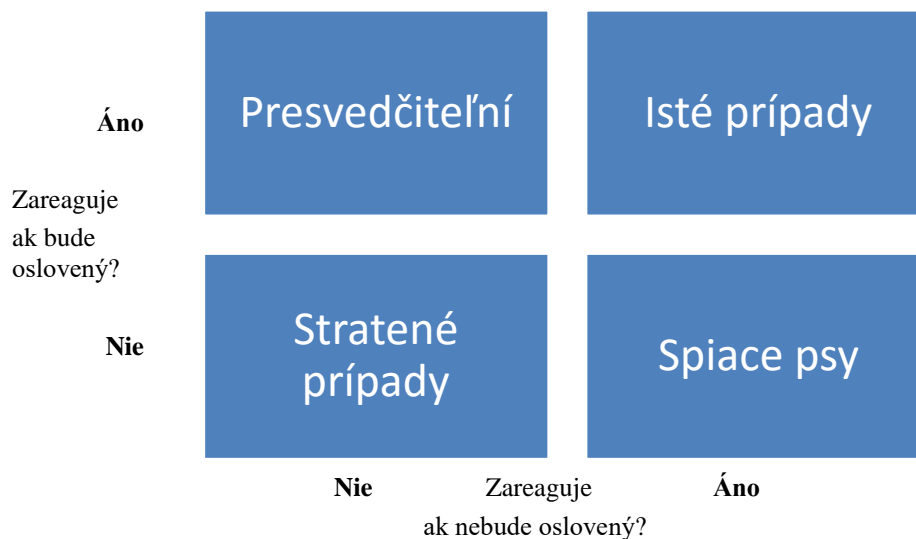 Presvedčiteľní
Isté prípady
Áno
Zareaguje
ak bude
oslovený?
Stratené
prípady
Spiace psy
Nie
Nie Zareaguje Áno
ak nebude oslovený?